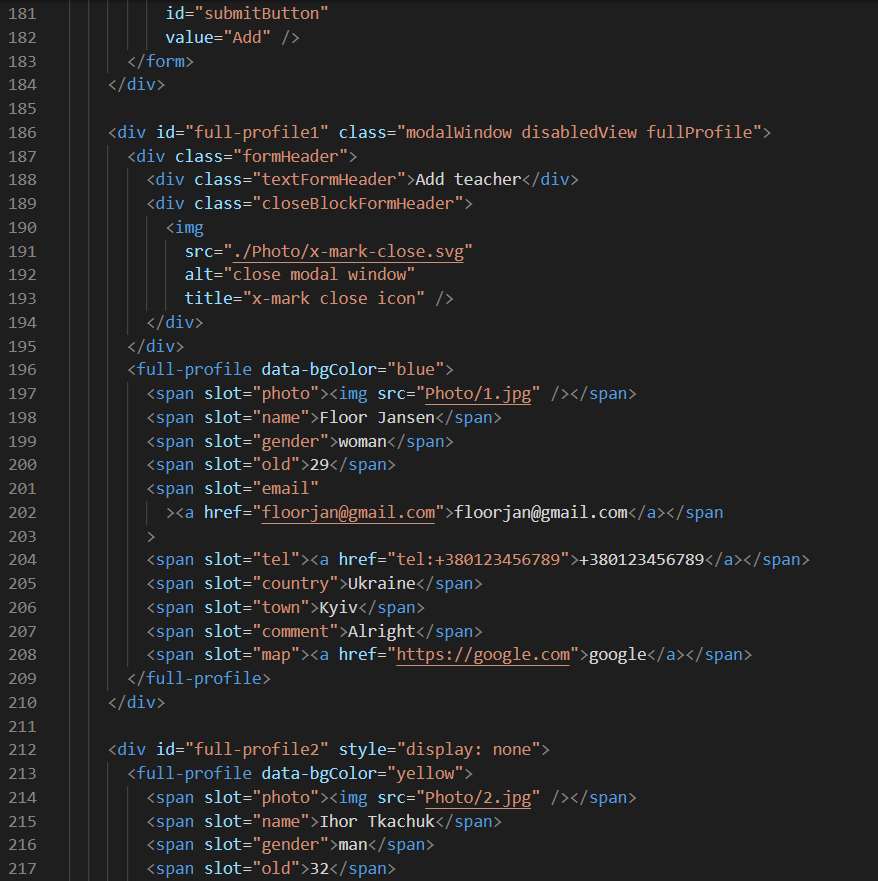 181 id="submitButton"
182 value="Add" />
183 </form>
184 </div>
185
186 <div id="full-profile1" class="modalWindow disabledView fullProfile">
187 <div class="formHeader">
188 <div class="textFormHeader">Add teacher</div>
189 <div class="closeBlockFormHeader">
190 <img
191 src="./Photo/x-mark-close.svg"
192 alt="close modal window"
193 title="x-mark close icon" />
194 </div>
195 </div>
196 <full-profile data-bgColor="blue">
197 <span slot="photo"><img src="Photo/1.jpg" /></span>
198 <span slot="name">Floor Jansen</span>
199 <span slot="gender">woman</span>
200 <span slot="old">29</span>
201 <span slot="email"
202 ><a href="floorjan@gmail.com">floorjan@gmail.com</a></span
203 >
204 <span slot="tel"><a href="tel:+380123456789">+380123456789</a></span>
205 <span slot="country">Ukraine</span>
206 <span slot="town">Kyiv</span>
207 <span slot="comment">Alright</span>
208 <span slot="map"><a href="https://google.com">google</a></span>
209 </full-profile>
210 </div>
211
212 <div id="full-profile2" style="display: none">
213 <full-profile data-bgColor="yellow">
214 <span slot="photo"><img src="Photo/2.jpg" /></span>
215 <span slot="name">Ihor Tkachuk</span>
216 <span slot="gender">man</span>
217 <span slot="old">32</span>